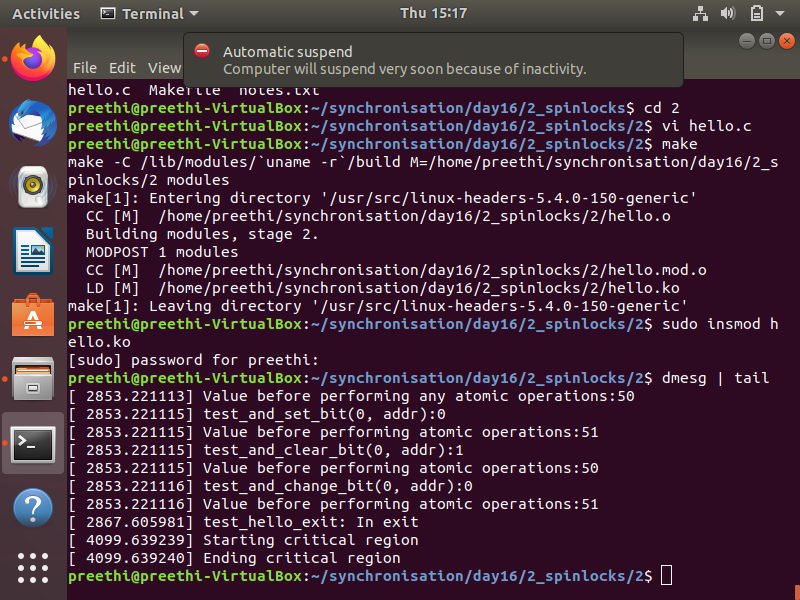 Activities Terminal Thu 15:17
Automatic suspend
Computer will suspend very soon because of inactivity.
File Edit View
hello.c  Makefile  notes.txt
preethi@preethi-VirtualBox:~/synchronisation/day16/2_spinlocks$ cd 2
preethi@preethi-VirtualBox:~/synchronisation/day16/2_spinlocks/2$ vi hello.c
preethi@preethi-VirtualBox:~/synchronisation/day16/2_spinlocks/2$ make
make -C /lib/modules/`uname -r`/build M=/home/preethi/synchronisation/day16/2_s
pinlocks/2 modules
make[1]: Entering directory '/usr/src/linux-headers-5.4.0-150-generic'
  CC [M]  /home/preethi/synchronisation/day16/2_spinlocks/2/hello.o
  Building modules, stage 2.
  MODPOST 1 modules
  CC [M]  /home/preethi/synchronisation/day16/2_spinlocks/2/hello.mod.o
  LD [M]  /home/preethi/synchronisation/day16/2_spinlocks/2/hello.ko
make[1]: Leaving directory '/usr/src/linux-headers-5.4.0-150-generic'
preethi@preethi-VirtualBox:~/synchronisation/day16/2_spinlocks/2$ sudo insmod h
ello.ko
[sudo] password for preethi:
preethi@preethi-VirtualBox:~/synchronisation/day16/2_spinlocks/2$ dmesg | tail
[ 2853.221113] Value before performing any atomic operations:50
[ 2853.221115] test_and_set_bit(0, addr):0
[ 2853.221115] Value before performing atomic operations:51
[ 2853.221115] test_and_clear_bit(0, addr):1
[ 2853.221115] Value before performing atomic operations:50
[ 2853.221116] test_and_change_bit(0, addr):0
[ 2853.221116] Value before performing atomic operations:51
[ 2867.605981] test_hello_exit: In exit
[ 4099.639239] Starting critical region
[ 4099.639240] Ending critical region
preethi@preethi-VirtualBox:~/synchronisation/day16/2_spinlocks/2$